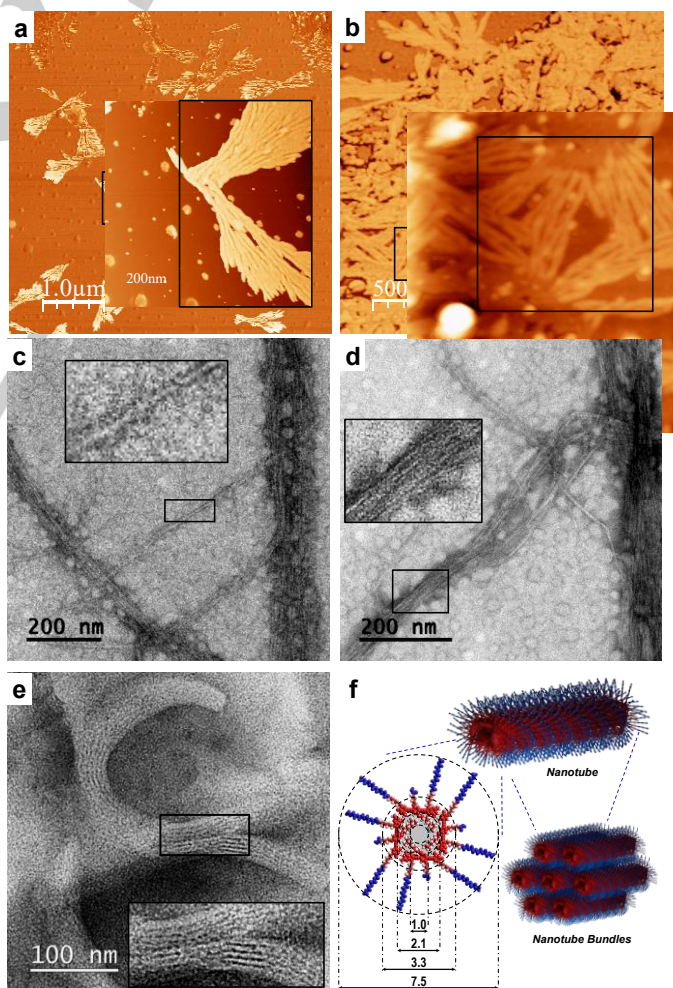 a
b
200nm
1.0µm
500
c
d
200 nm
200 nm
e
f
Nanotube
1.0
2.1
3.3
7.5
Nanotube Bundles
100 nm